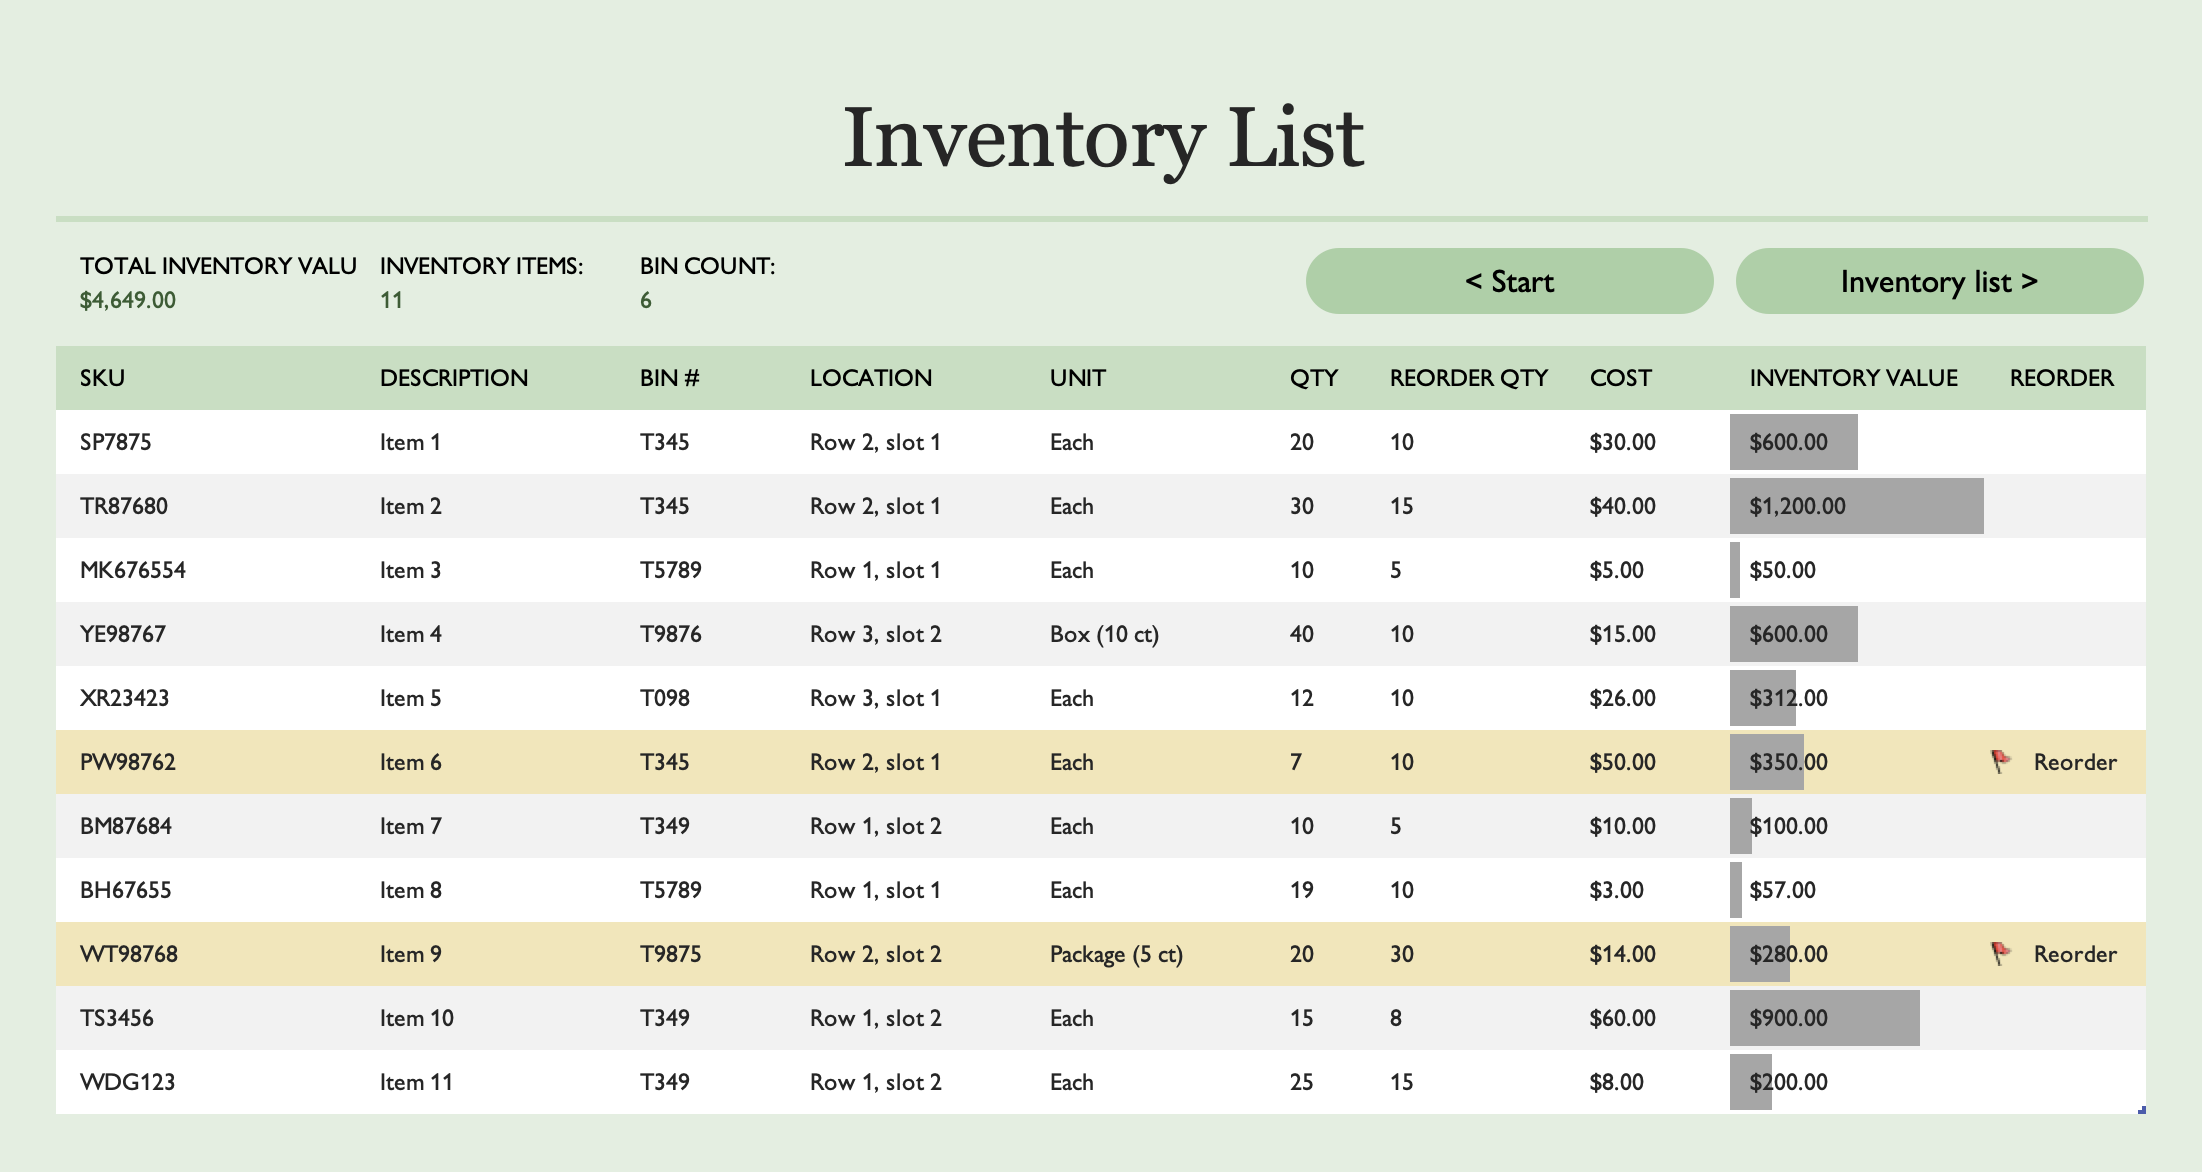 Inventory List
TOTAL INVENTORY VALU INVENTORY ITEMS: BIN COUNT:
$4,649.00 11 6
< Start Inventory list >
SKU DESCRIPTION BIN # LOCATION UNIT QTY REORDER QTY COST INVENTORY VALUE REORDER
SP7875 Item 1 T345 Row 2, slot 1 Each 20 10 $30.00 $600.00
TR87680 Item 2 T345 Row 2, slot 1 Each 30 15 $40.00 $1,200.00
MK676554 Item 3 T5789 Row 1, slot 1 Each 10 5 $5.00 $50.00
YE98767 Item 4 T9876 Row 3, slot 2 Box (10 ct) 40 10 $15.00 $600.00
XR23423 Item 5 T098 Row 3, slot 1 Each 12 10 $26.00 $312.00
PW98762 Item 6 T345 Row 2, slot 1 Each 7 10 $50.00 $350.00 Reorder
BM87684 Item 7 T349 Row 1, slot 2 Each 10 5 $10.00 $100.00
BH67655 Item 8 T5789 Row 1, slot 1 Each 19 10 $3.00 $57.00
WT98768 Item 9 T9875 Row 2, slot 2 Package (5 ct) 20 30 $14.00 $280.00 Reorder
TS3456 Item 10 T349 Row 1, slot 2 Each 15 8 $60.00 $900.00
WDG123 Item 11 T349 Row 1, slot 2 Each 25 15 $8.00 $200.00